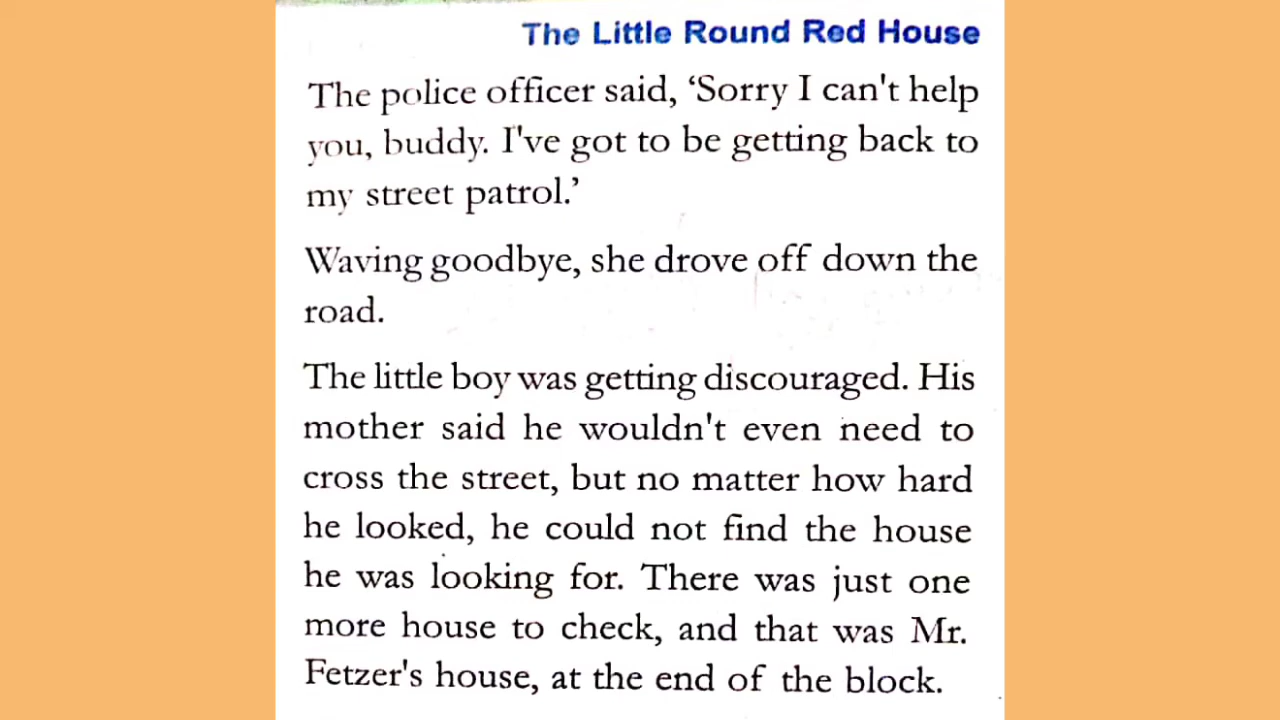 The Little Round Red House
The police officer said, ‘Sorry I can't help
you, buddy. I've got to be getting back to
my street patrol.’
Waving goodbye, she drove off down the
road.
The little boy was getting discouraged. His
mother said he wouldn't even need to
cross the street, but no matter how hard
he looked, he could not find the house
he was looking for. There was just one
more house to check, and that was Mr.
Fetzer's house, at the end of the block.